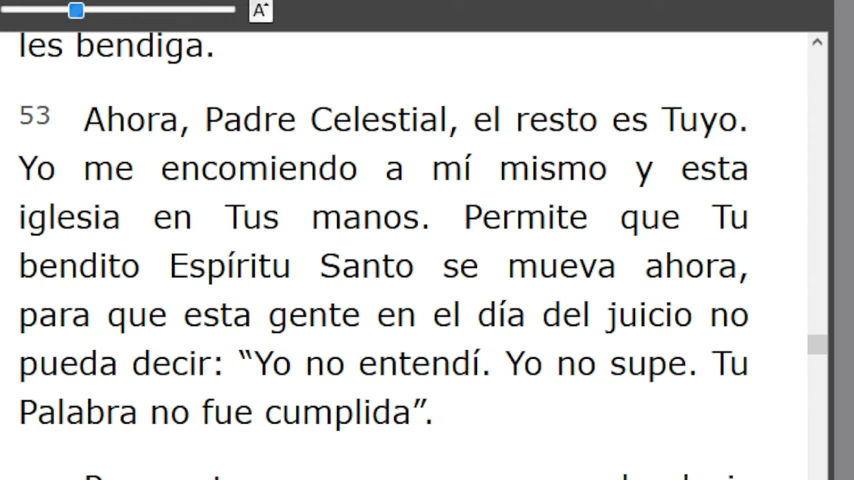 A
les bendiga.
53 Ahora, Padre Celestial, el resto es Tuyo.
Yo me encomiendo a mí mismo y esta
iglesia en Tus manos. Permite que Tu
bendito Espíritu Santo se mueva ahora,
para que esta gente en el día del juicio no
pueda decir: “Yo no entendí. Yo no supe. Tu
Palabra no fue cumplida”.